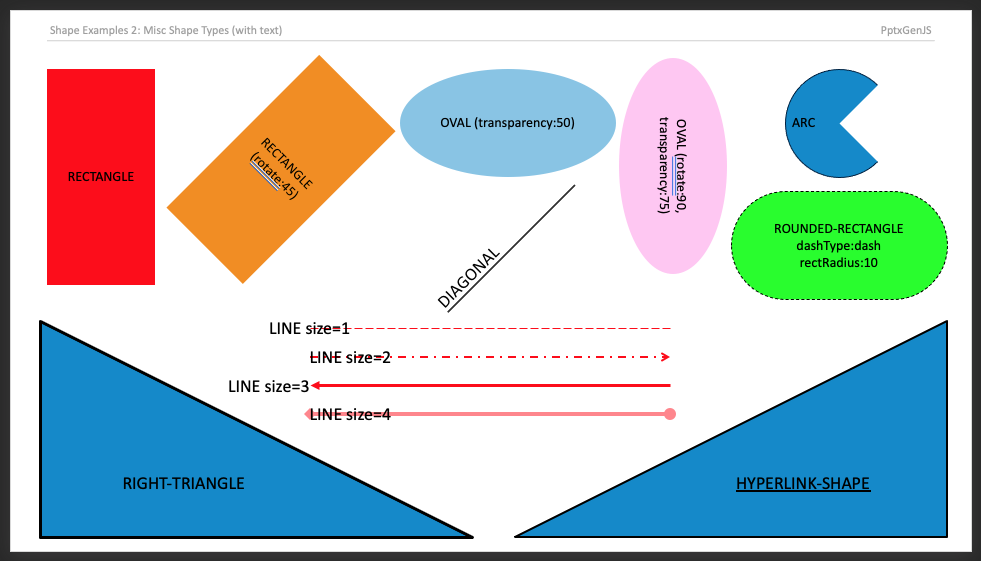 Shape Examples 2: Misc Shape Types (with text)
PptxGenJS
RECTANGLE
RECTANGLE
(rotate:45)
OVAL (transparency:50)
OVAL (rotate:90,
transparency:75)
ARC
ROUNDED-RECTANGLE
dashType:dash
rectRadius:10
DIAGONAL
LINE size=1
LINE size=2
LINE size=3
LINE size=4
RIGHT-TRIANGLE
HYPERLINK-SHAPE